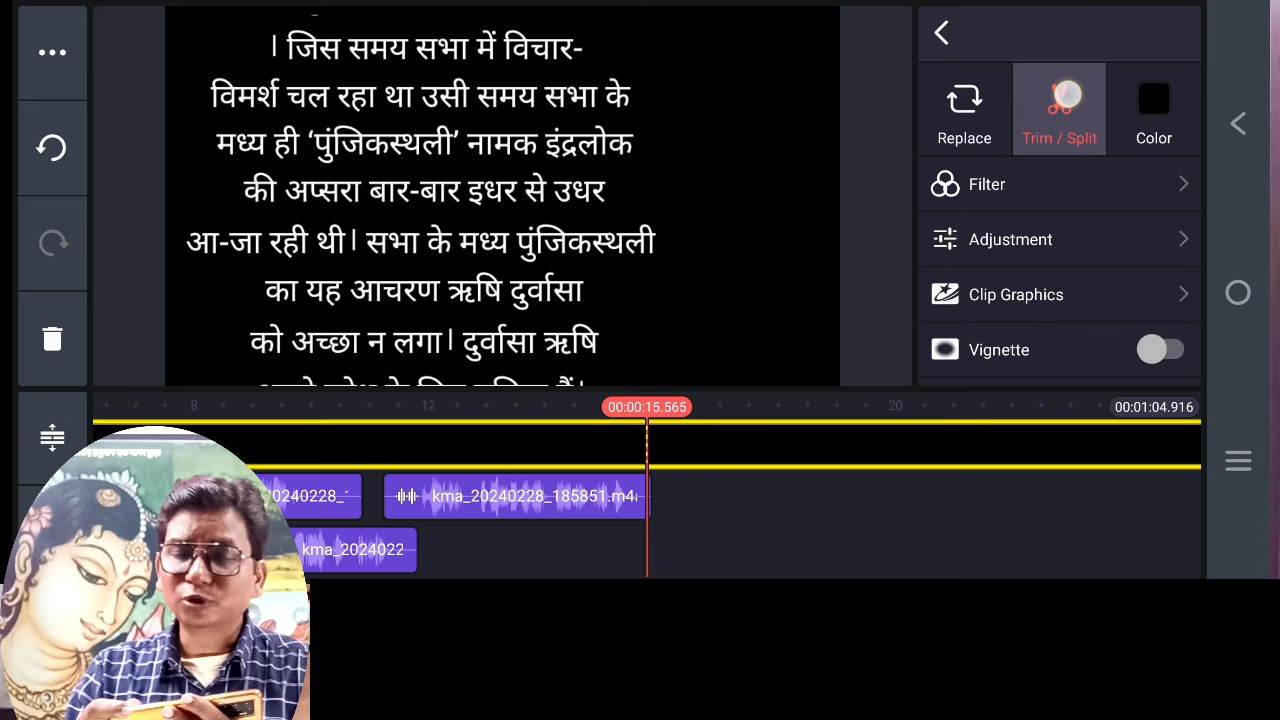 । जिस समय सभा में विचार-
विमर्श चल रहा था उसी समय सभा के
मध्य ही ‘पुंजिकस्थली’ नामक इंद्रलोक
की अप्सरा बार-बार इधर से उधर
आ-जा रही थी। सभा के मध्य पुंजिकस्थली
का यह आचरण ऋषि दुर्वासा
को अच्छा न लगा। दुर्वासा ऋषि
Replace
Trim / Split
Color
Filter
Adjustment
Clip Graphics
Vignette
8
12
00:00:15.565
20
00:01:04.916
20240228_1
kma_20240228_185851.m4a
kma_2024022